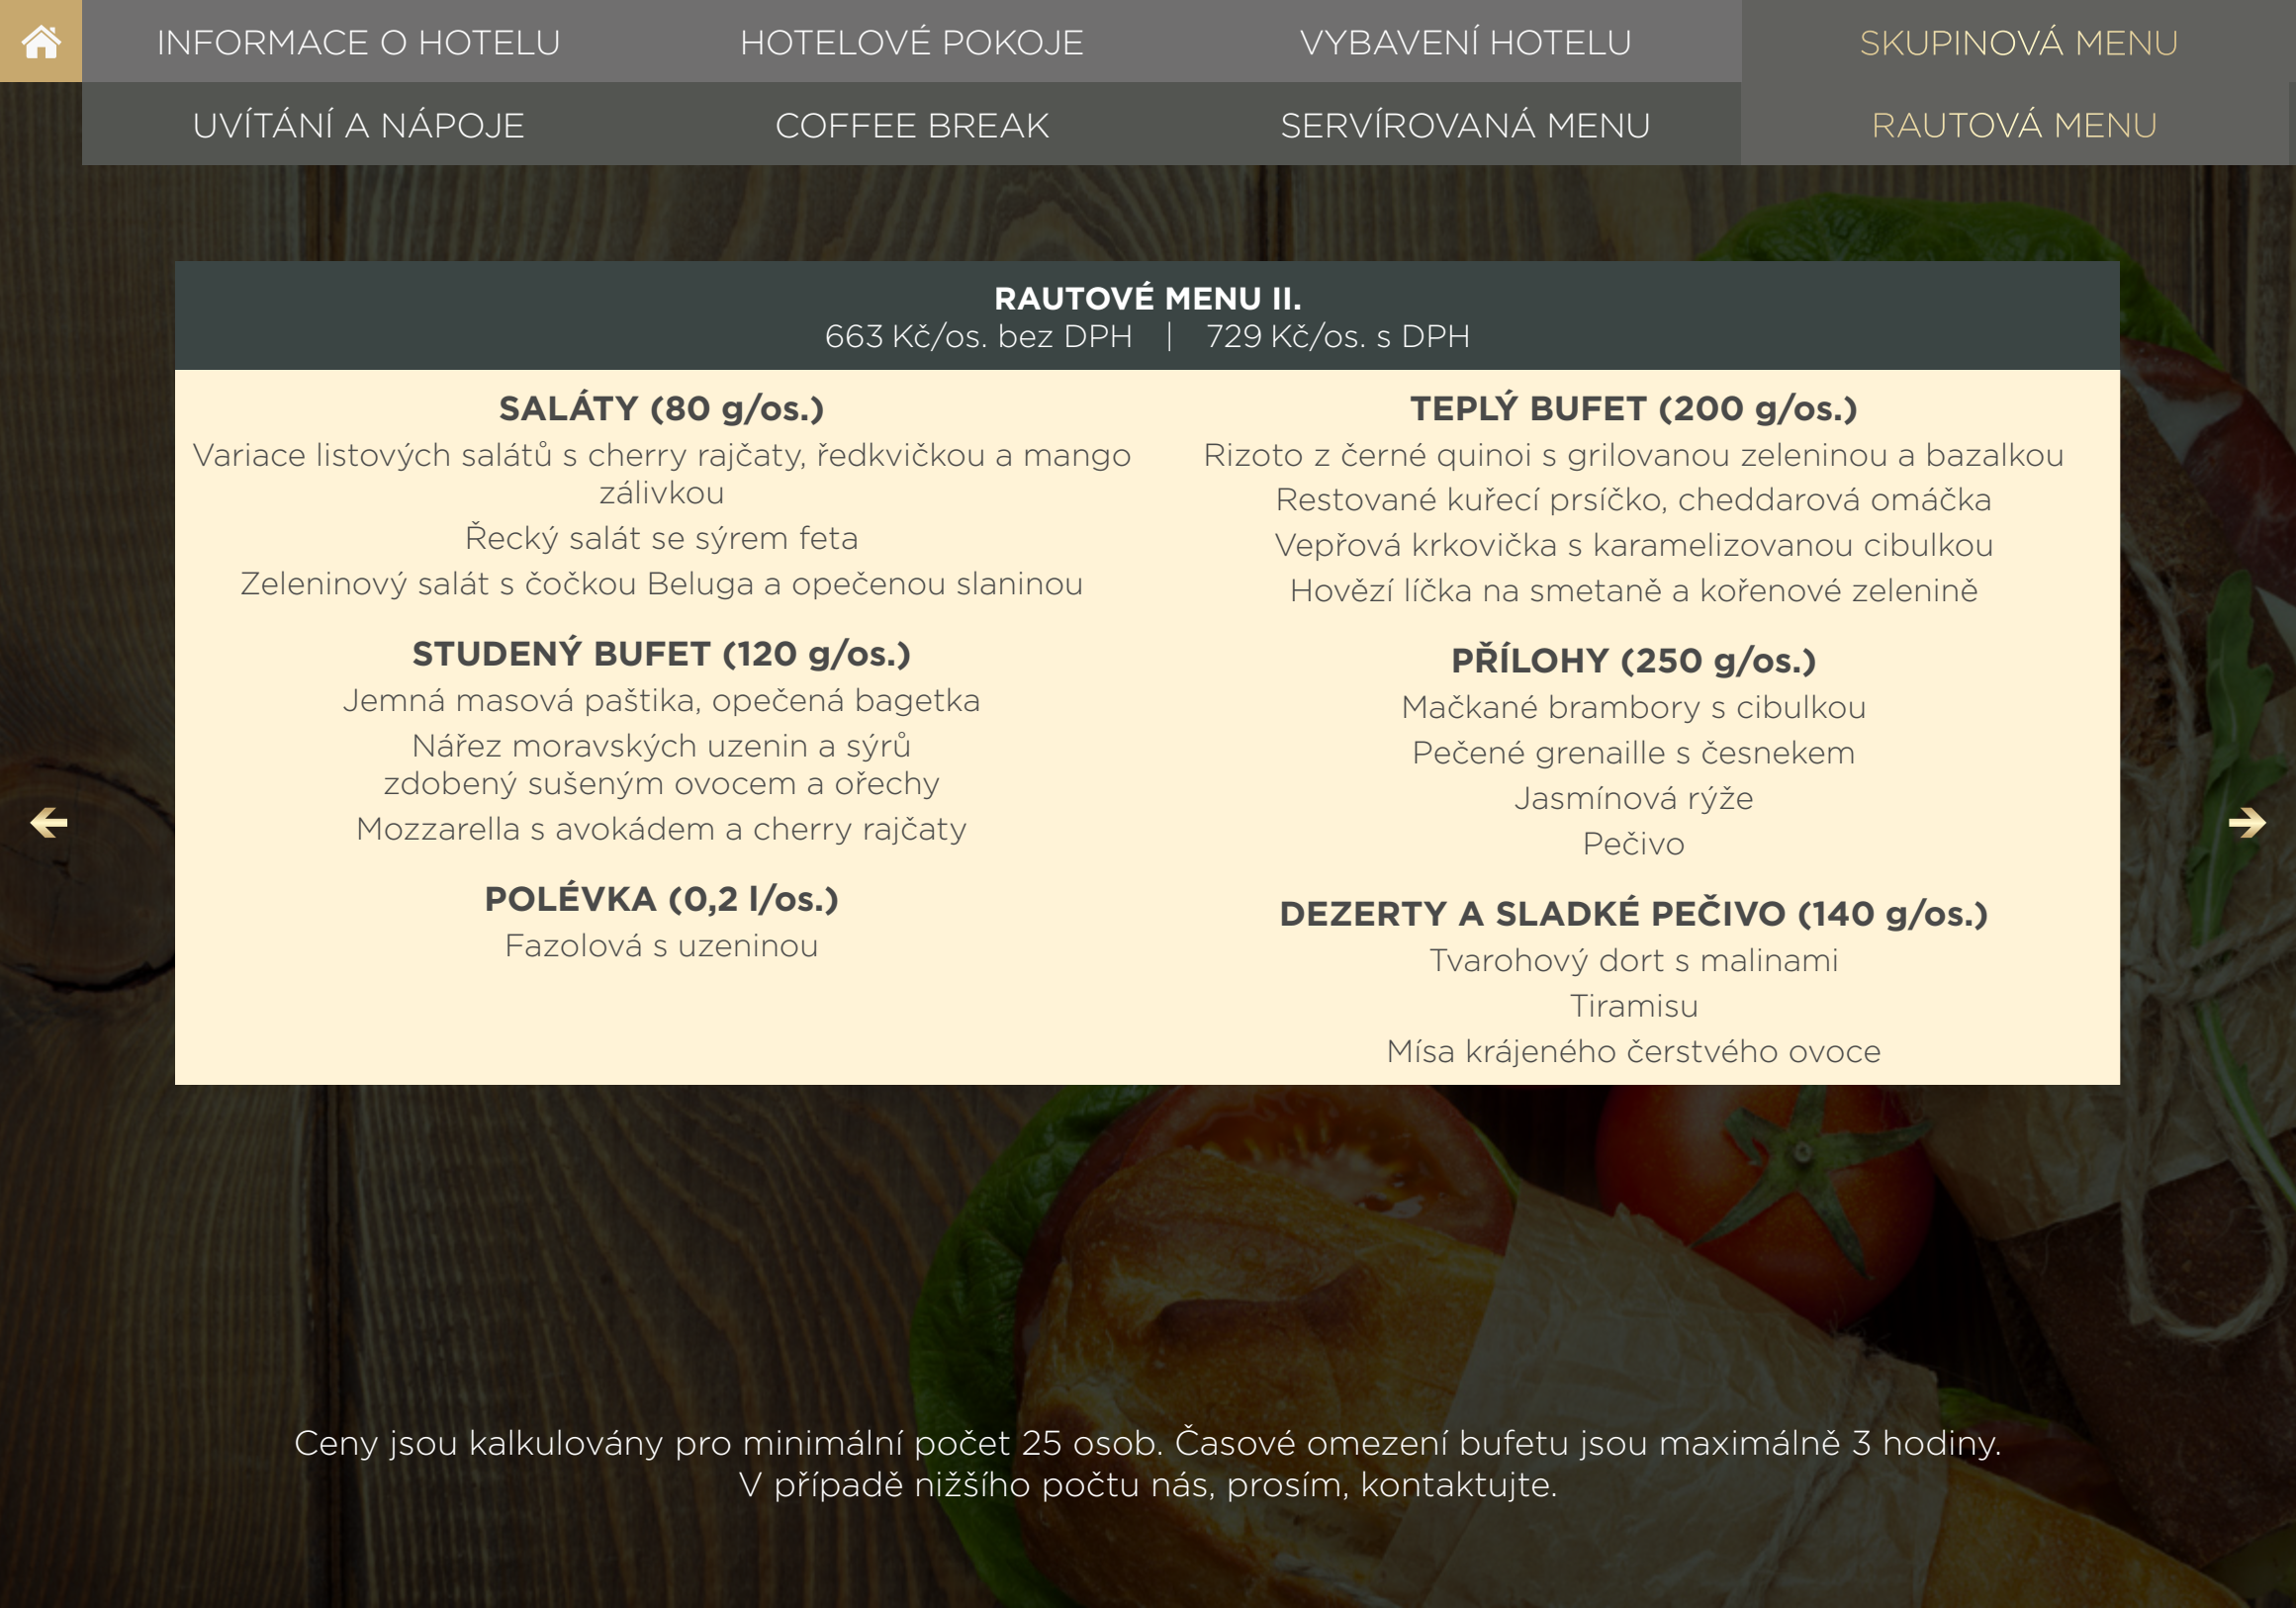 INFORMACE O HOTELU
HOTELOVÉ POKOJE
VYBAVENÍ HOTELU
SKUPINOVÁ MENU
UVÍTÁNÍ A NÁPOJE
COFFEE BREAK
SERVÍROVANÁ MENU
RAUTOVÁ MENU
RAUTOVÉ MENU II.
663 Kč/os. bez DPH | 729 Kč/os. s DPH
SALÁTY (80 g/os.)
Variace listových salátů s cherry rajčaty, ředkvičkou a mango
zálivkou
Řecký salát se sýrem feta
Zeleninový salát s čočkou Beluga a opečenou slaninou
STUDENÝ BUFET (120 g/os.)
Jemná masová paštika, opečená bagetka
Nářez moravských uzenin a sýrů
zdobený sušeným ovocem a ořechy
Mozzarella s avokádem a cherry rajčaty
POLÉVKA (0,2 l/os.)
Fazolová s uzeninou
TEPLÝ BUFET (200 g/os.)
Rizoto z černé quinoi s grilovanou zeleninou a bazalkou
Restované kuřecí prsíčko, cheddarová omáčka
Vepřová krkovička s karamelizovanou cibulkou
Hovězí líčka na smetaně a kořenové zelenině
PŘÍLOHY (250 g/os.)
Mačkané brambory s cibulkou
Pečené grenaille s česnekem
Jasmínová rýže
Pečivo
DEZERTY A SLADKÉ PEČIVO (140 g/os.)
Tvarohový dort s malinami
Tiramisu
Mísa krájeného čerstvého ovoce
Ceny jsou kalkulovány pro minimální počet 25 osob. Časové omezení bufetu jsou maximálně 3 hodiny.
V případě nižšího počtu nás, prosím, kontaktujte.